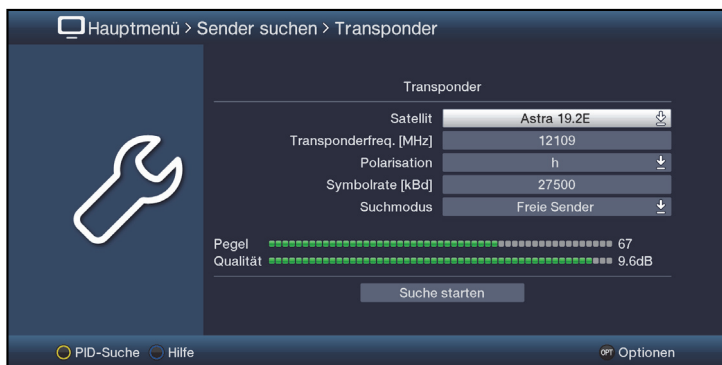 Hauptmenü > Sender suchen > Transponder
Transponder
Satellit Astra 19.2E
Transponderfreq. [MHz] 12109
Polarisation h
Symbolrate [kBd] 27500
Suchmodus Freie Sender
Pegel 67
Qualität 9.6dB
Suche starten
PID-Suche Hilfe OPT Optionen